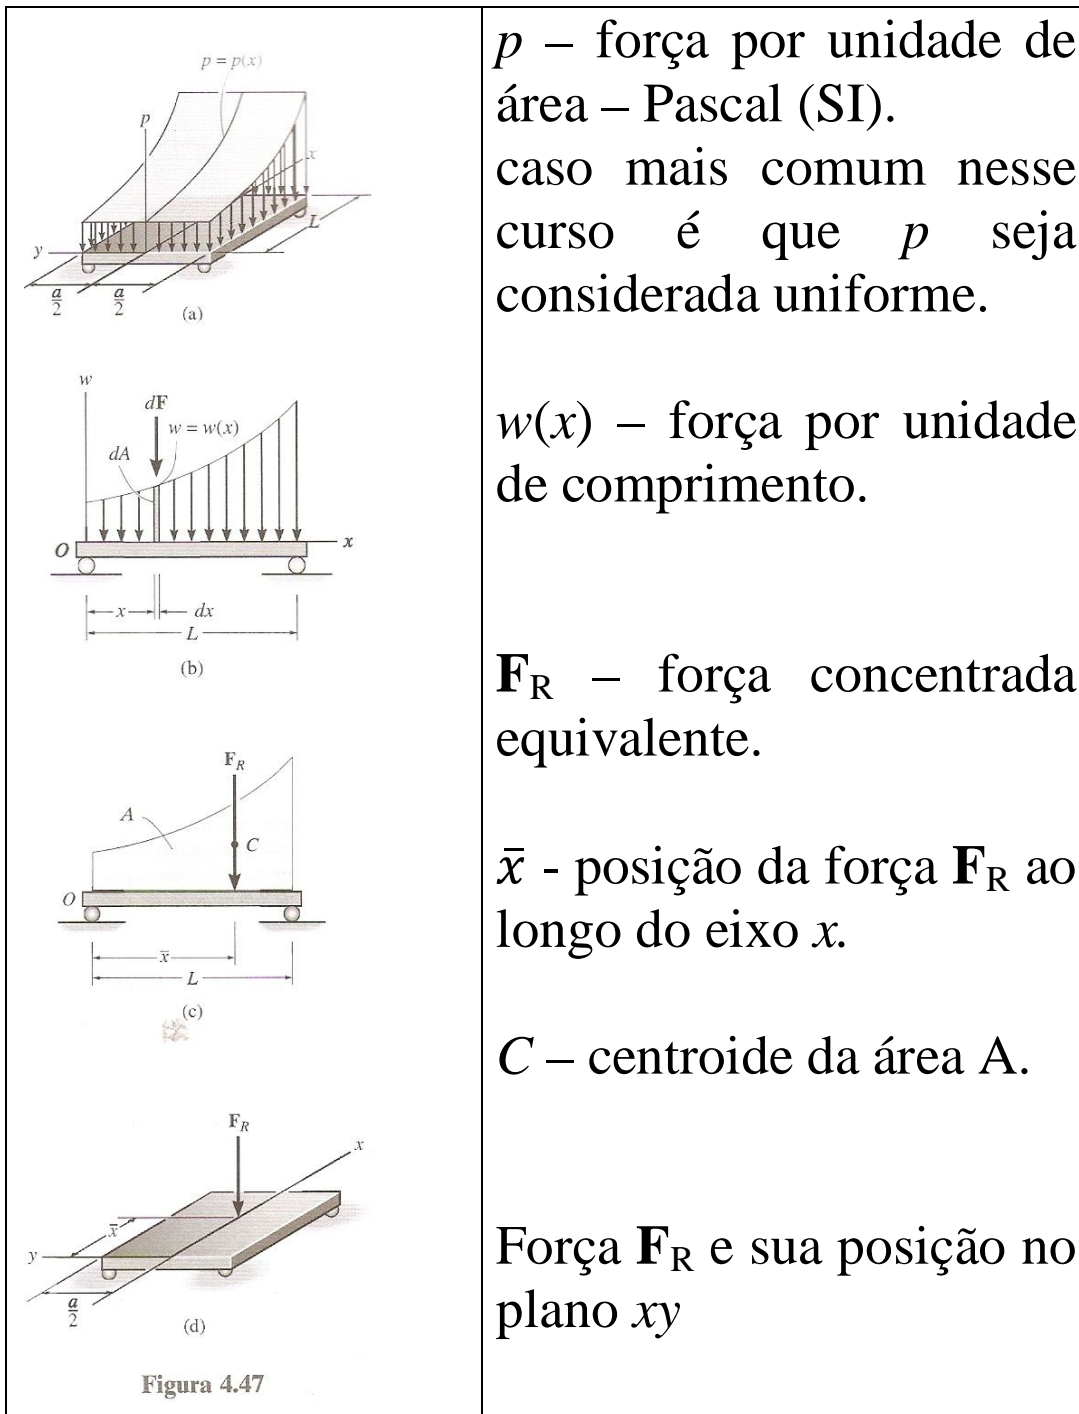 p = p(x)
p
x
L
y
a/2
a/2
(a)
w
dF
w = w(x)
dA
O
x
x
dx
L
(b)
F_R
A
C
O
x̄
L
(c)
F_R
x
x̄
y
a/2
(d)
Figura 4.47
p – força por unidade de
área – Pascal (SI).
caso mais comum nesse
curso é que p seja
considerada uniforme.
w(x) – força por unidade
de comprimento.
F_R – força concentrada
equivalente.
x̄ - posição da força F_R ao
longo do eixo x.
C – centroide da área A.
Força F_R e sua posição no
plano xy